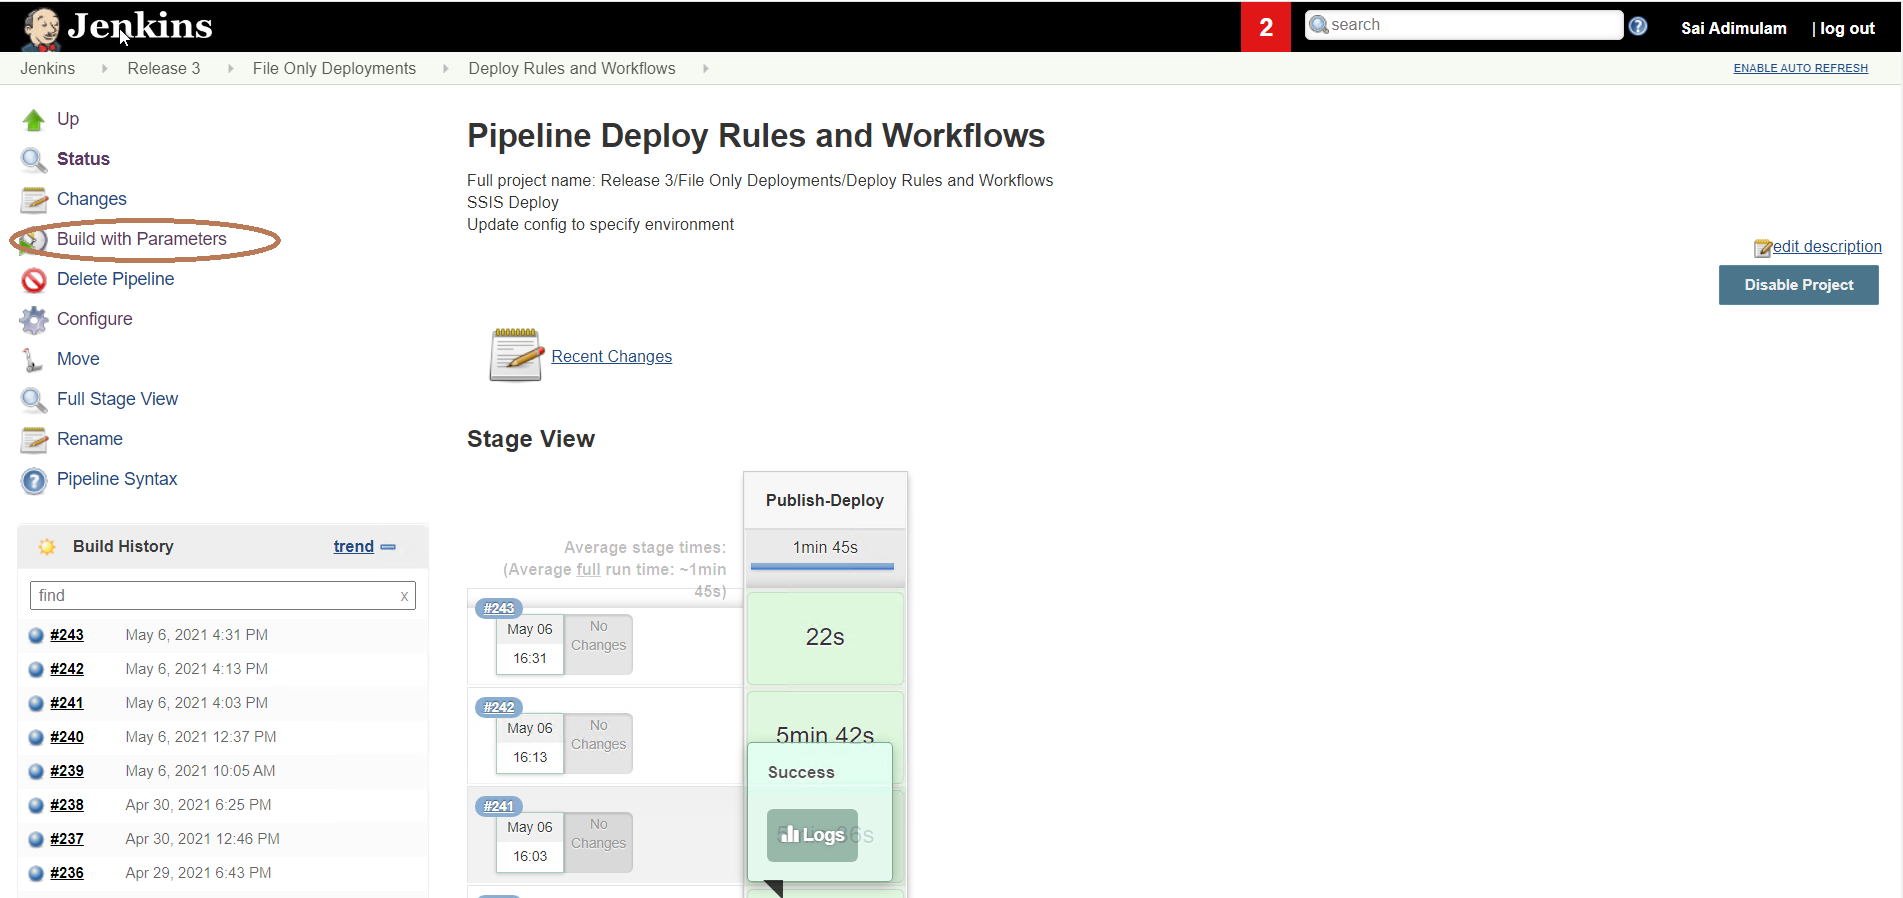 Jenkins
2
search
Sai Adimulam
| log out
Jenkins
Release 3
File Only Deployments
Deploy Rules and Workflows
ENABLE AUTO REFRESH
Up
Status
Changes
Build with Parameters
Delete Pipeline
Configure
Move
Full Stage View
Rename
Pipeline Syntax
Build History
trend
find
x
#243 May 6, 2021 4:31 PM
#242 May 6, 2021 4:13 PM
#241 May 6, 2021 4:03 PM
#240 May 6, 2021 12:37 PM
#239 May 6, 2021 10:05 AM
#238 Apr 30, 2021 6:25 PM
#237 Apr 30, 2021 12:46 PM
#236 Apr 29, 2021 6:43 PM
Pipeline Deploy Rules and Workflows
Full project name: Release 3/File Only Deployments/Deploy Rules and Workflows
SSIS Deploy
Update config to specify environment
edit description
Disable Project
Recent Changes
Stage View
Publish-Deploy
Average stage times:
(Average full run time: ~1min
45s)
1min 45s
#243
May 06
16:31
No
Changes
22s
#242
May 06
16:13
No
Changes
5min 42s
#241
May 06
16:03
No
Changes
Success
Logs